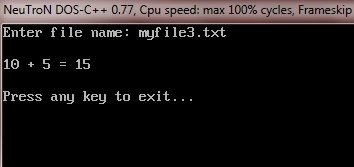 NeuTroN DOS-C++ 0.77, Cpu speed: max 100% cycles, Frameskip
Enter file name: myfile3.txt
10 + 5 = 15
Press any key to exit...